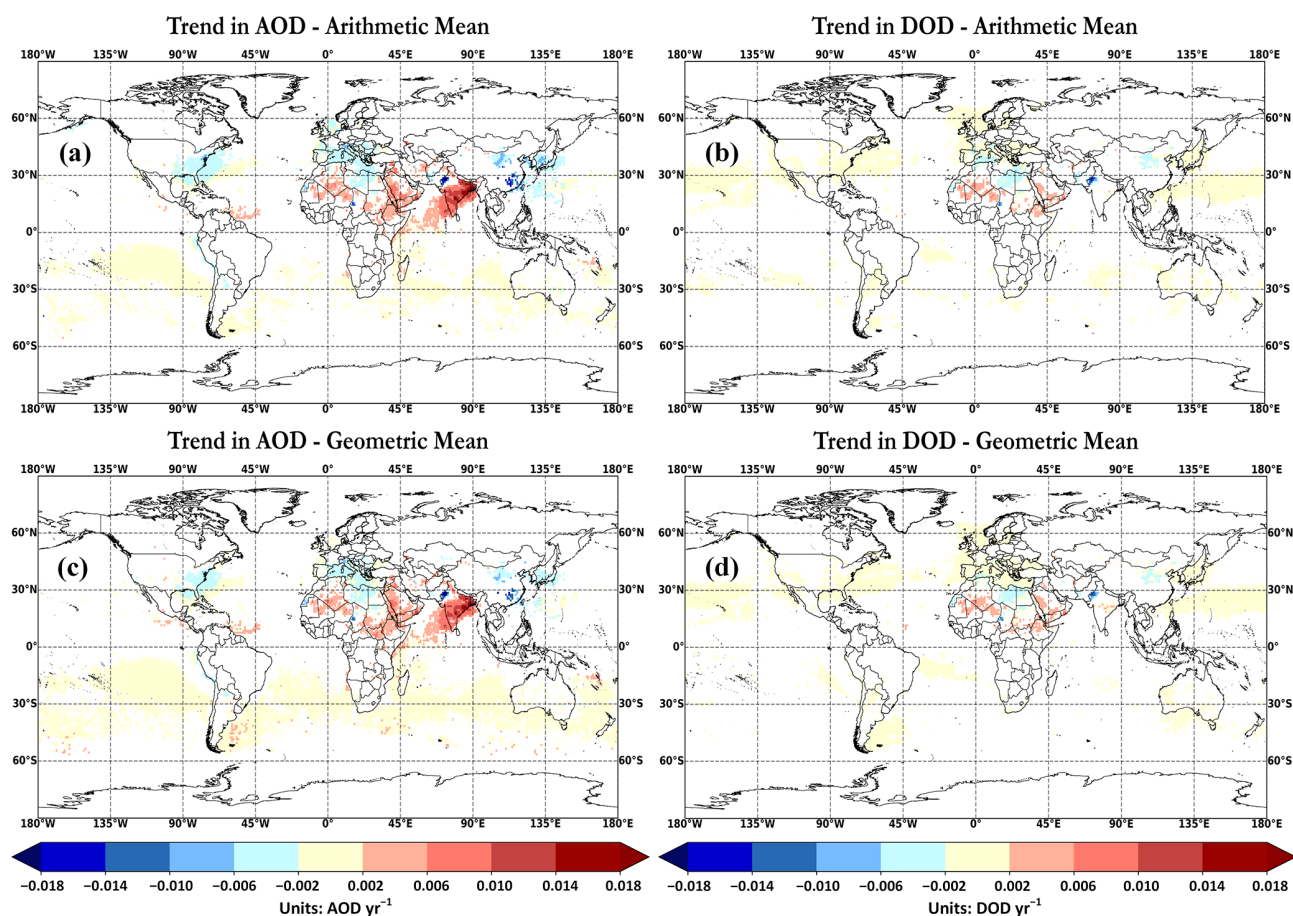 Trend in AOD - Arithmetic Mean
180°W 135°W 90°W 45°W 0° 45°E 90°E 135°E 180°E
60°N 60°N
(a)
30°N 30°N
0° 0°
30°S 30°S
60°S 60°S
180°W 135°W 90°W 45°W 0° 45°E 90°E 135°E 180°E
Trend in DOD - Arithmetic Mean
180°W 135°W 90°W 45°W 0° 45°E 90°E 135°E 180°E
60°N 60°N
(b)
30°N 30°N
0° 0°
30°S 30°S
60°S 60°S
180°W 135°W 90°W 45°W 0° 45°E 90°E 135°E 180°E
Trend in AOD - Geometric Mean
180°W 135°W 90°W 45°W 0° 45°E 90°E 135°E 180°E
60°N 60°N
(c)
30°N 30°N
0° 0°
30°S 30°S
60°S 60°S
180°W 135°W 90°W 45°W 0° 45°E 90°E 135°E 180°E
Trend in DOD - Geometric Mean
180°W 135°W 90°W 45°W 0° 45°E 90°E 135°E 180°E
60°N 60°N
(d)
30°N 30°N
0° 0°
30°S 30°S
60°S 60°S
180°W 135°W 90°W 45°W 0° 45°E 90°E 135°E 180°E
−0.018 −0.014 −0.010 −0.006 −0.002 0.002 0.006 0.010 0.014 0.018
Units: AOD yr⁻¹
−0.018 −0.014 −0.010 −0.006 −0.002 0.002 0.006 0.010 0.014 0.018
Units: DOD yr⁻¹